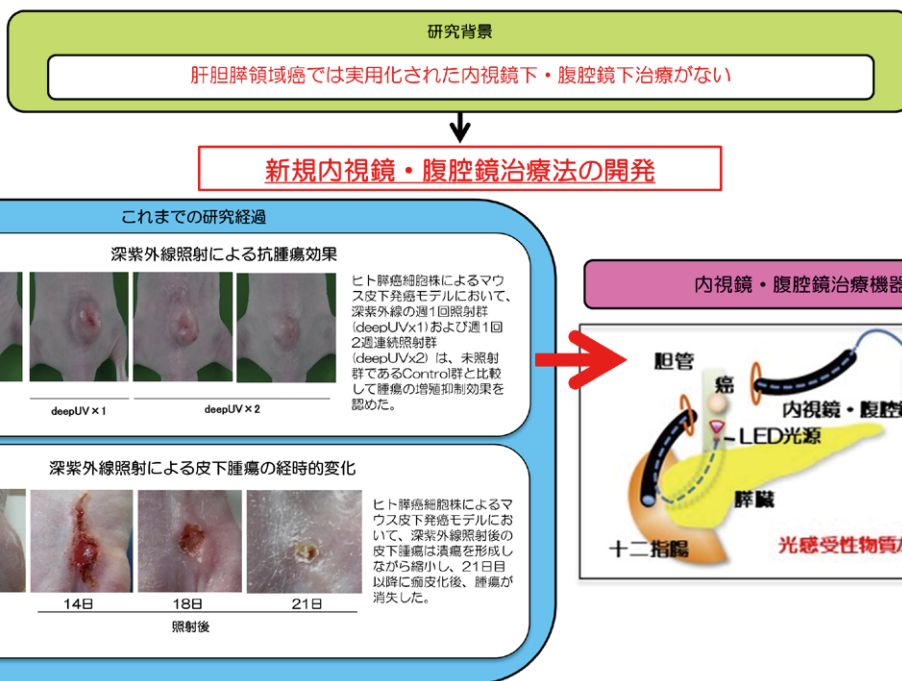 研究背景
肝胆膵領域癌では実用化された内視鏡下・腹腔鏡下治療がない
新規内視鏡・腹腔鏡治療法の開発
これまでの研究経過
深紫外線照射による抗腫瘍効果
ヒト膵癌細胞株によるマウ
ス皮下発癌モデルにおいて、
深紫外線の週1回照射群
(deepUVx1)および週1回
2週連続照射群
(deepUVx2) は、未照射
群であるControl群と比較
して腫瘍の増殖抑制効果を
認めた。
deepUV×1
deepUV×2
深紫外線照射による皮下腫瘍の経時的変化
ヒト膵癌細胞株によるマ
ウス皮下発癌モデルにお
いて、深紫外線照射後の
皮下腫瘍は潰瘍を形成し
ながら縮小し、21日目
以降に痂皮化後、腫瘍が
消失した。
14日
18日
21日
照射後
内視鏡・腹腔鏡治療機器
胆管
癌
内視鏡・腹腔鏡
LED光源
膵臓
十二指腸
光感受性物質